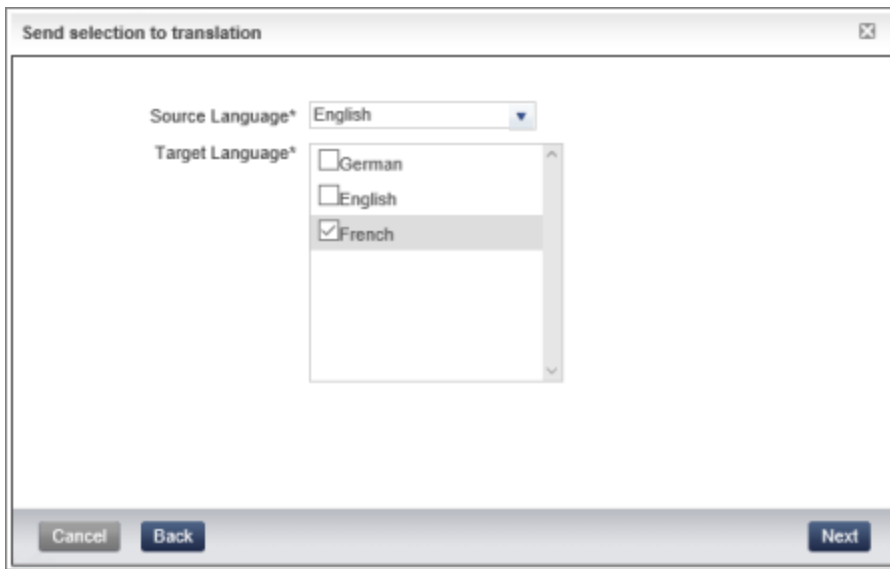 Send selection to translation
Source Language* English
Target Language*
German
English
French
Cancel Back Next